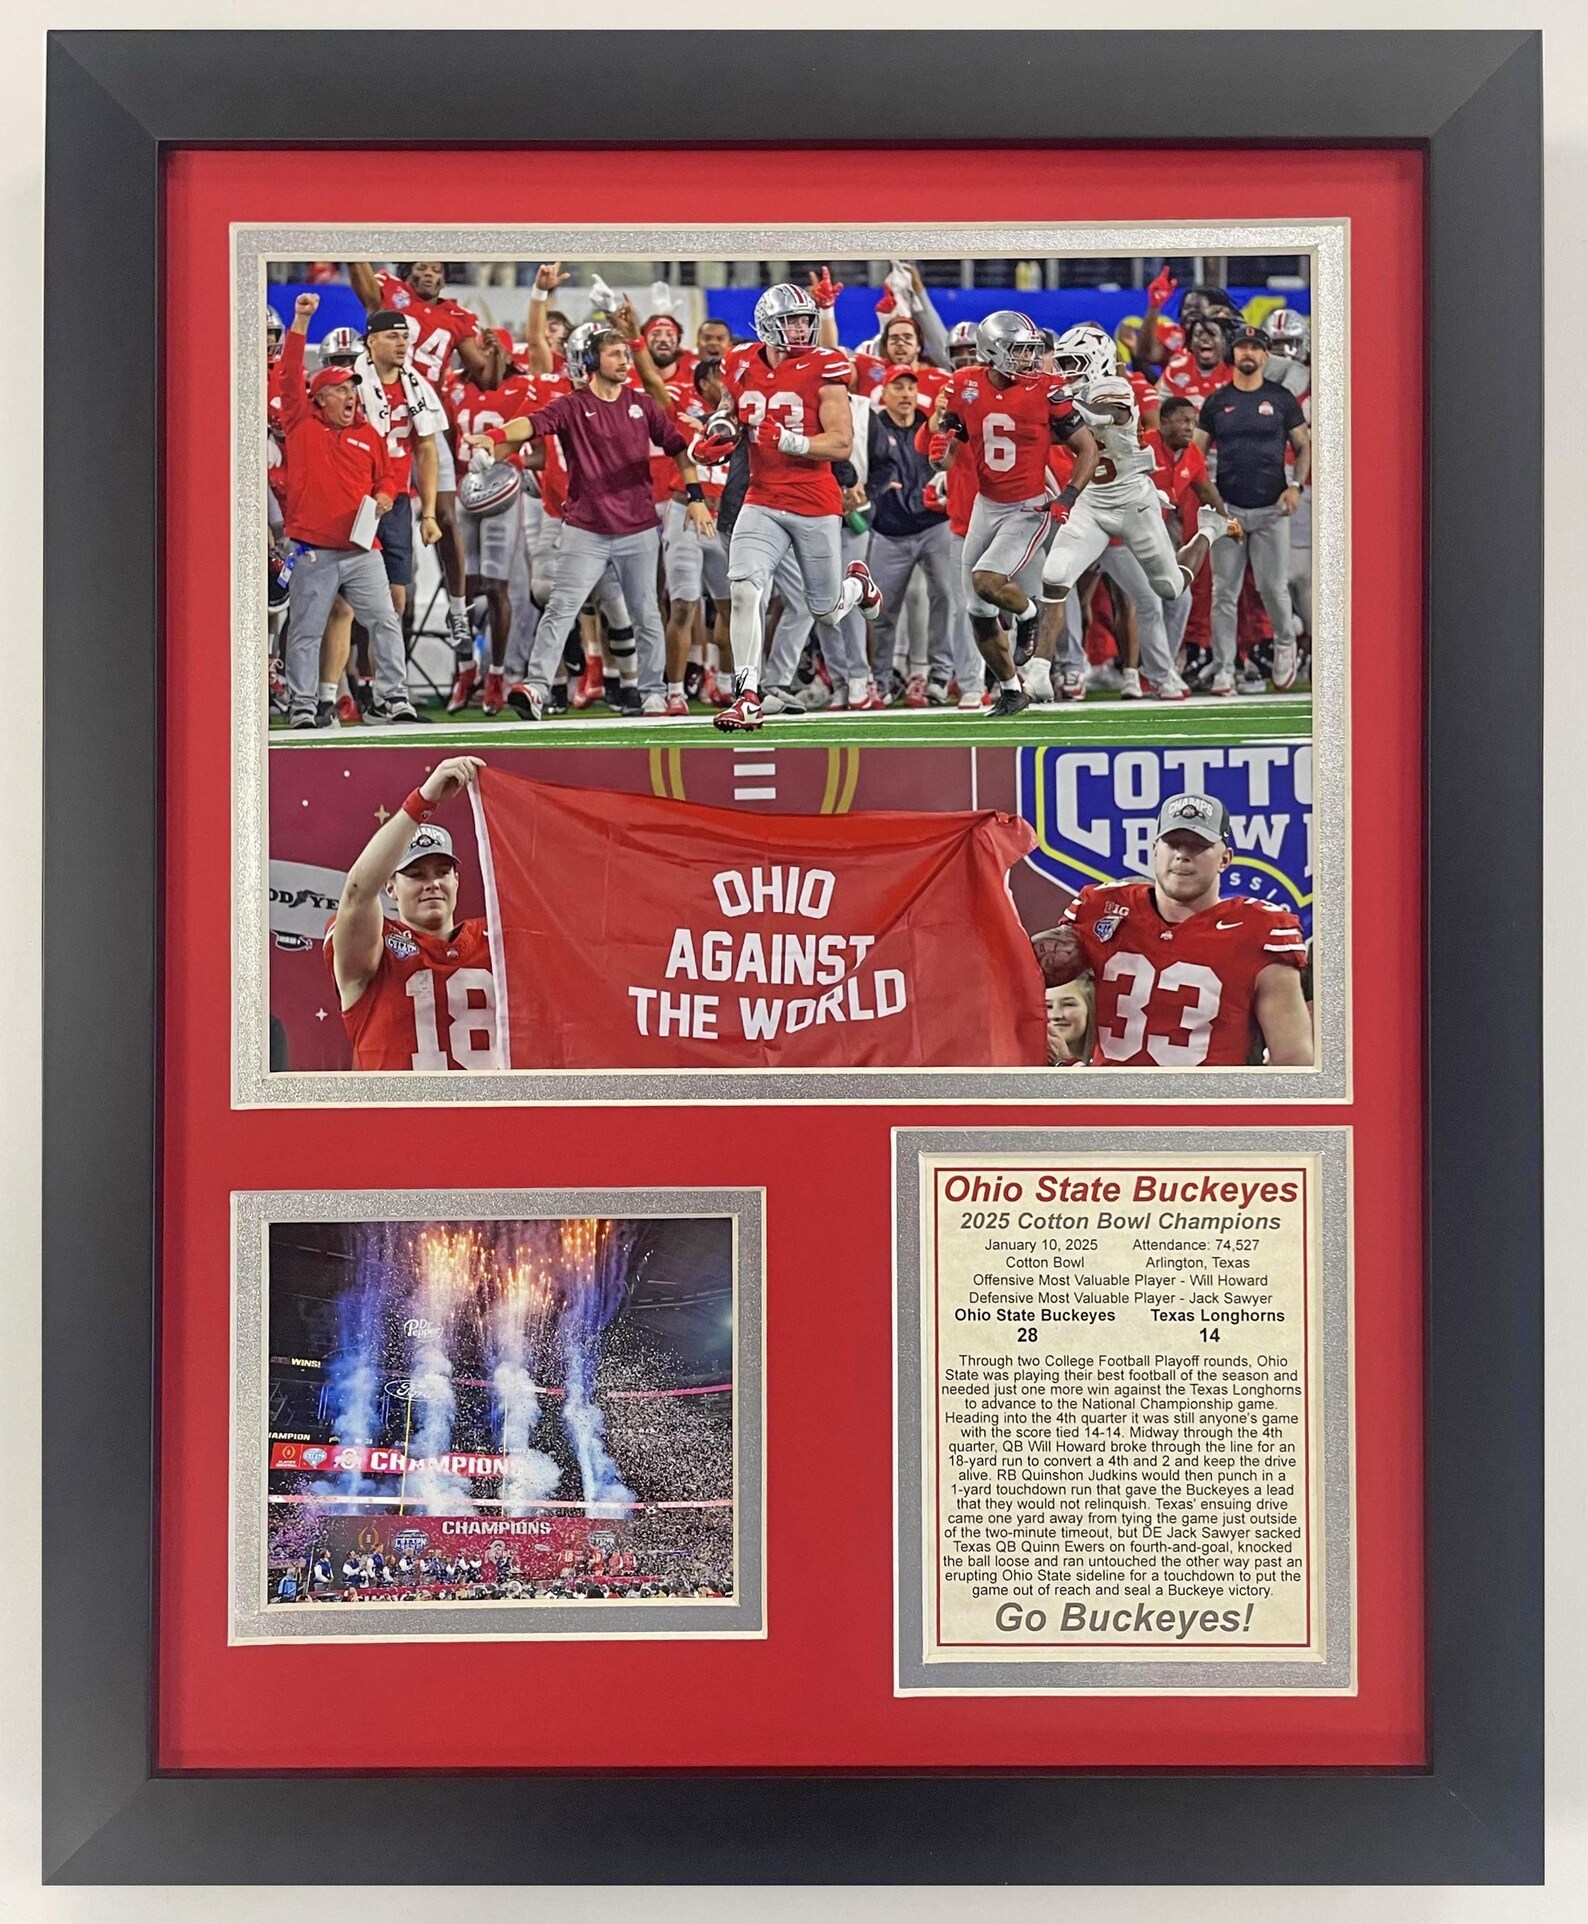 33
6
24
COTTO
BOWL
CHAMPS
CHAMPS
OHIO
AGAINST
THE WORLD
B1G
18
33
Dr
Pepper
WINS!
Ford
CHAMPIONS
CHAMPIONS
COTTON
Ohio State Buckeyes
2025 Cotton Bowl Champions
January 10, 2025 Attendance: 74,527
Cotton Bowl Arlington, Texas
Offensive Most Valuable Player - Will Howard
Defensive Most Valuable Player - Jack Sawyer
Ohio State Buckeyes Texas Longhorns
28 14
Through two College Football Playoff rounds, Ohio
State was playing their best football of the season and
needed just one more win against the Texas Longhorns
to advance to the National Championship game.
Heading into the 4th quarter it was still anyone's game
with the score tied 14-14. Midway through the 4th
quarter, QB Will Howard broke through the line for an
18-yard run to convert a 4th and 2 and keep the drive
alive. RB Quinshon Judkins would then punch in a
1-yard touchdown run that gave the Buckeyes a lead
that they would not relinquish. Texas' ensuing drive
came one yard away from tying the game just outside
of the two-minute timeout, but DE Jack Sawyer sacked
Texas QB Quinn Ewers on fourth-and-goal, knocked
the ball loose and ran untouched the other way past an
erupting Ohio State sideline for a touchdown to put the
game out of reach and seal a Buckeye victory.
Go Buckeyes!